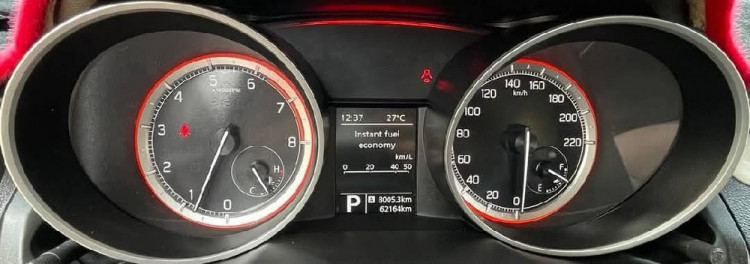 5
6
4
7
3
8
2
H
1
0
C
12:37 27°C
Instant fuel
economy
km/L
0 20 40 50
P A 8005.3km
62164km
140 160
120 km/h 180
100 200
80 220
60
40
20
0
E F